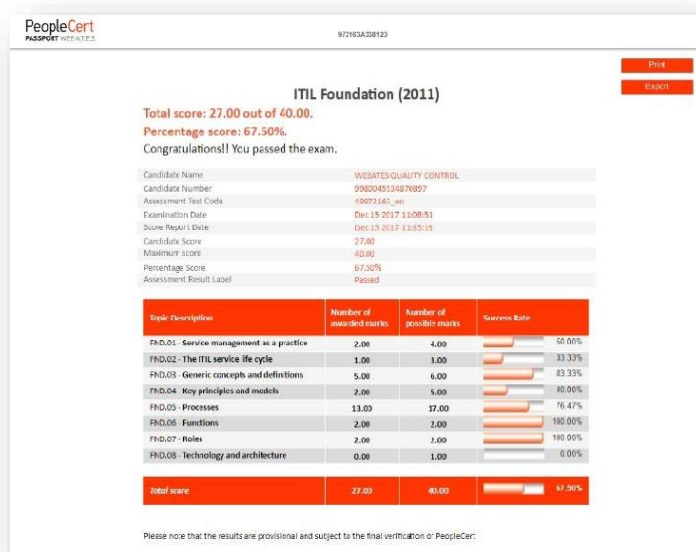 PeopleCert
PASSPORT WEBATES
Print
Export
ITIL Foundation (2011)
Total score: 27.00 out of 40.00.
Percentage score: 67.50%.
Congratulations!! You passed the exam.
Candidate Name WEBATES QUALITY CONTROL
Candidate Number
Assessment Test Code
Examination Date Dec 15 2017 11:08:51
Score Report Date Dec 15 2017
Candidate Score 27.00
Maximum score 40.00
Percentage Score 67.50%
Assessment Result Label Passed
Topic Description Number of awarded marks Number of possible marks Success Rate
FND.01 - Service management as a practice 2.00 4.00 50.00%
FND.02 - The ITIL service life cycle 1.00 3.00 33.33%
FND.03 - Generic concepts and definitions 5.00 6.00 83.33%
FND.04 - Key principles and models 2.00 5.00 40.00%
FND.05 - Processes 13.00 17.00 76.47%
FND.06 - Functions 2.00 2.00 100.00%
FND.07 - Roles 2.00 2.00 100.00%
FND.08 - Technology and architecture 0.00 1.00 0.00%
Total score 27.00 40.00 67.50%
Please note that the results are provisional and subject to the final verification of PeopleCert